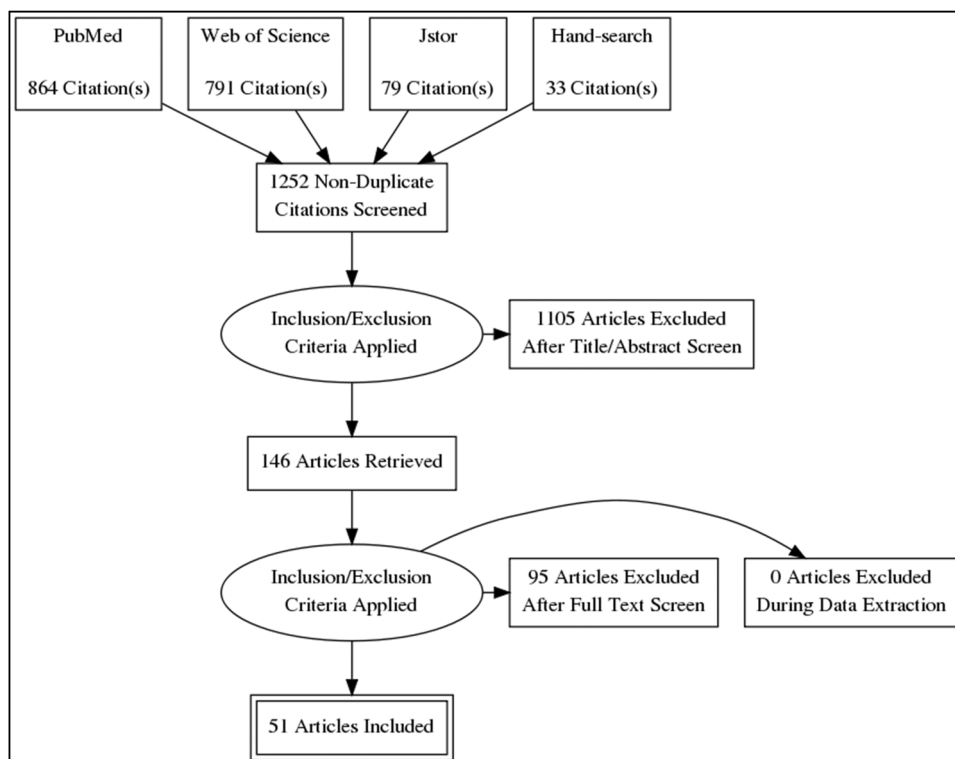 PubMed
864 Citation(s)
Web of Science
791 Citation(s)
Jstor
79 Citation(s)
Hand-search
33 Citation(s)
1252 Non-Duplicate
Citations Screened
Inclusion/Exclusion
Criteria Applied
1105 Articles Excluded
After Title/Abstract Screen
146 Articles Retrieved
Inclusion/Exclusion
Criteria Applied
95 Articles Excluded
After Full Text Screen
0 Articles Excluded
During Data Extraction
51 Articles Included